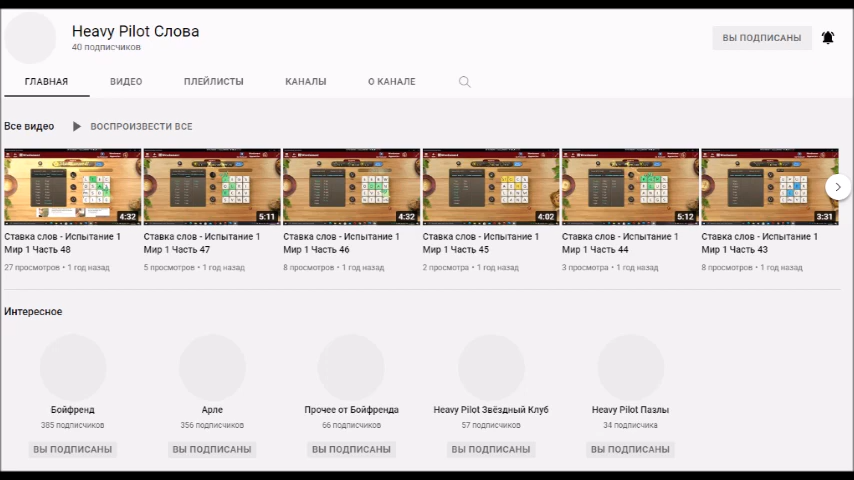 Heavy Pilot Слова
40 подписчиков
ВЫ ПОДПИСАНЫ
ГЛАВНАЯ ВИДЕО ПЛЕЙЛИСТЫ КАНАЛЫ О КАНАЛЕ
Все видео ВОСПРОИЗВЕСТИ ВСЕ
4:32 5:11 4:32 4:02 5:12 3:31
Ставка слов - Испытание 1 Ставка слов - Испытание 1 Ставка слов - Испытание 1 Ставка слов - Испытание 1 Ставка слов - Испытание 1 Ставка слов - Испытание 1
Мир 1 Часть 48 Мир 1 Часть 47 Мир 1 Часть 46 Мир 1 Часть 45 Мир 1 Часть 44 Мир 1 Часть 43
27 просмотров • 1 год назад 5 просмотров • 1 год назад 8 просмотров • 1 год назад 2 просмотра • 1 год назад 3 просмотра • 1 год назад 8 просмотров • 1 год назад
Интересное
Бойфренд Арле Прочее от Бойфренда Heavy Pilot Звёздный Клуб Heavy Pilot Пазлы
385 подписчиков 356 подписчиков 66 подписчиков 57 подписчиков 34 подписчика
ВЫ ПОДПИСАНЫ ВЫ ПОДПИСАНЫ ВЫ ПОДПИСАНЫ ВЫ ПОДПИСАНЫ ВЫ ПОДПИСАНЫ